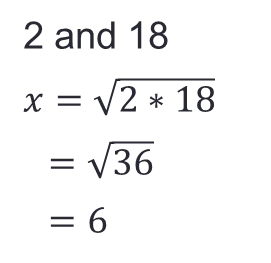 2 and 18
x = √2 * 18
= √36
= 6